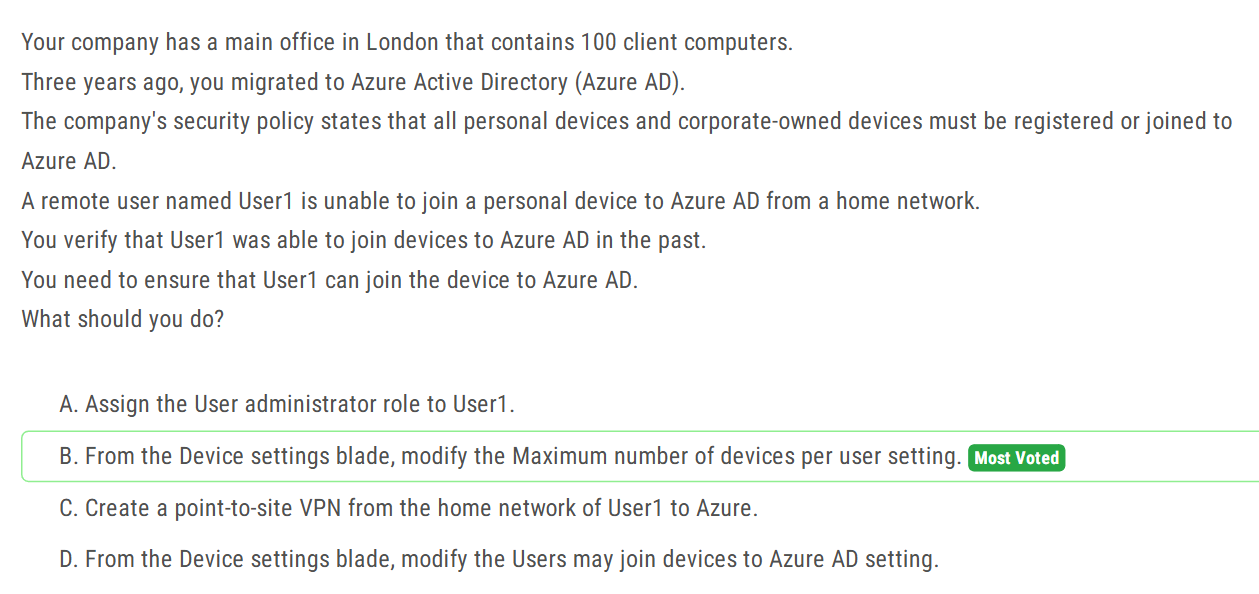 Your company has a main office in London that contains 100 client computers.
Three years ago, you migrated to Azure Active Directory (Azure AD).
The company's security policy states that all personal devices and corporate-owned devices must be registered or joined to
Azure AD.
A remote user named User1 is unable to join a personal device to Azure AD from a home network.
You verify that User1 was able to join devices to Azure AD in the past.
You need to ensure that User1 can join the device to Azure AD.
What should you do?
A. Assign the User administrator role to User1.
B. From the Device settings blade, modify the Maximum number of devices per user setting. Most Voted
C. Create a point-to-site VPN from the home network of User1 to Azure.
D. From the Device settings blade, modify the Users may join devices to Azure AD setting.